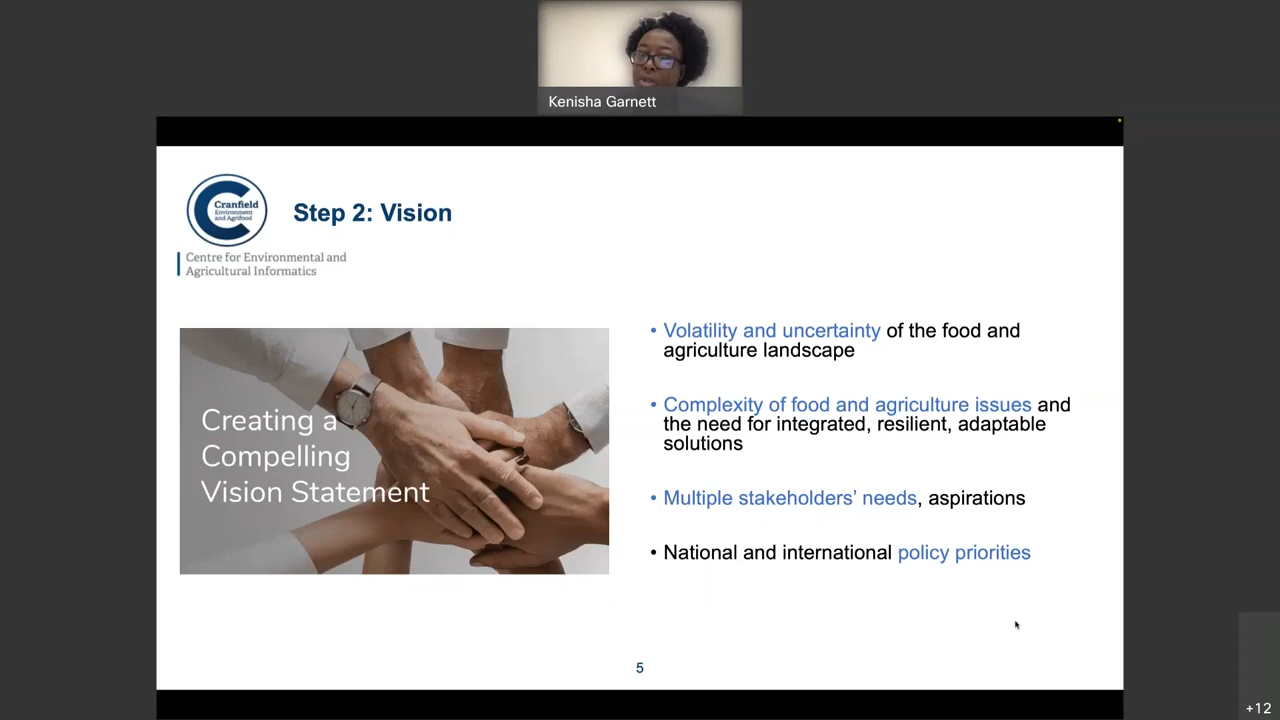 Kenisha Garnett
Cranfield
Environment
and Agrifood
Step 2: Vision
Centre for Environmental and
Agricultural Informatics
Creating a
Compelling
Vision Statement
• Volatility and uncertainty of the food and
agriculture landscape
• Complexity of food and agriculture issues and
the need for integrated, resilient, adaptable
solutions
• Multiple stakeholders’ needs, aspirations
• National and international policy priorities
5
+12